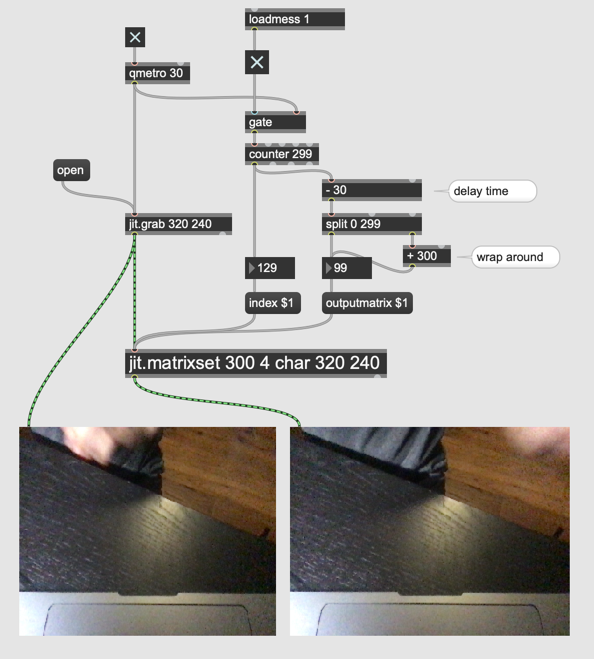 loadmess 1
qmetro 30
gate
counter 299
open
- 30
delay time
jit.grab 320 240
split 0 299
+ 300
wrap around
129
99
index $1
outputmatrix $1
jit.matrixset 300 4 char 320 240